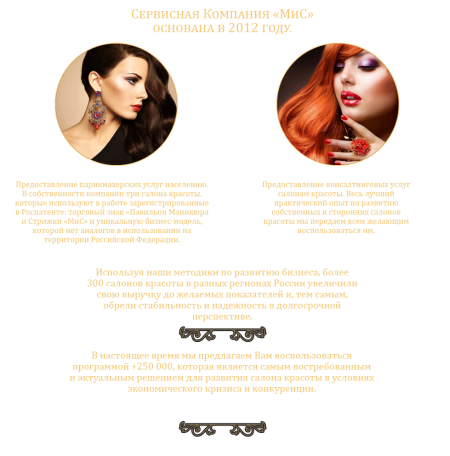 Сервисная Компания «МиС»
основана в 2012 году.
Предоставление парикмахерских услуг населению.
В собственности компании три салона красоты,
которые используют в работе зарегистрированные
в Роспатенте: торговый знак «Павильон Маникюра
и Стрижки «МиС» и уникальную бизнес-модель,
которой нет аналогов в использовании на
территории Российской Федерации.
Предоставление консалтинговых услуг
салонам красоты. Весь лучший
практический опыт по развитию
собственных и сторонних салонов
красоты мы передаем всем желающим
воспользоваться им.
Используя наши методики по развитию бизнеса, более
300 салонов красоты в разных регионах России увеличили
свою выручку до желаемых показателей и, тем самым,
обрели стабильность и надежность в долгосрочной
перспективе.
В настоящее время мы предлагаем Вам воспользоваться
программой +250 000, которая является самым востребованным
и актуальным решением для развития салона красоты в условиях
экономического кризиса и конкуренции.